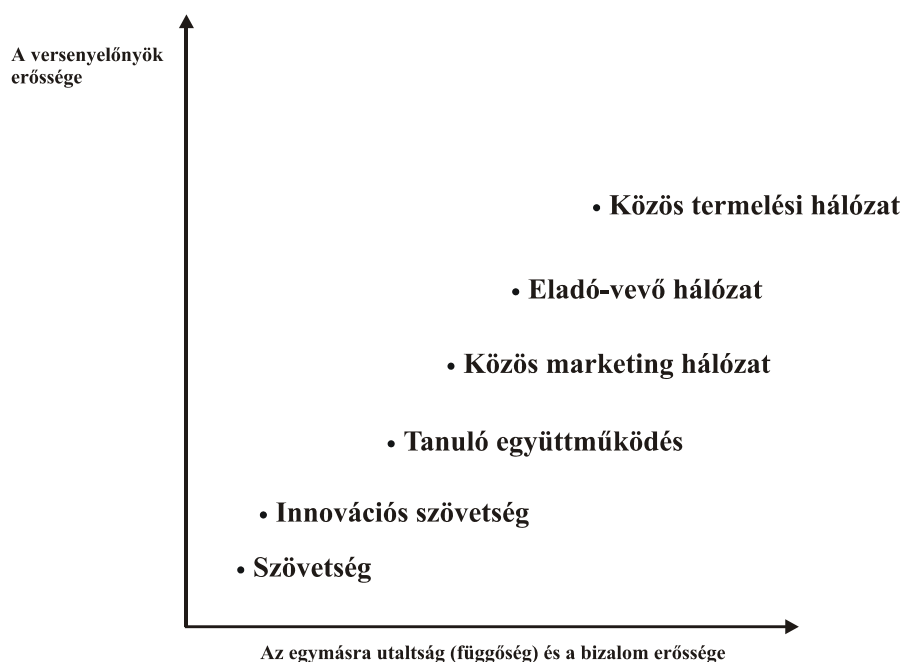 A versenyelőnyök
erőssége
• Közös termelési hálózat
• Eladó-vevő hálózat
• Közös marketing hálózat
• Tanuló együttműködés
• Innovációs szövetség
• Szövetség
Az egymásra utaltság (függőség) és a bizalom erőssége